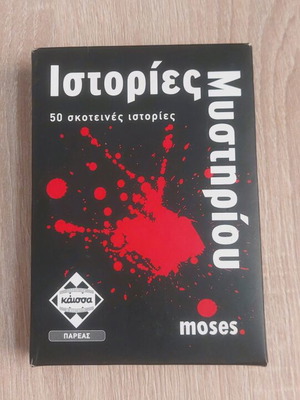 Ιστορίες
Μυστηρίου
50 σκοτεινές ιστορίες
moses.
κάισσα
ΠΑΡΕΑΣ